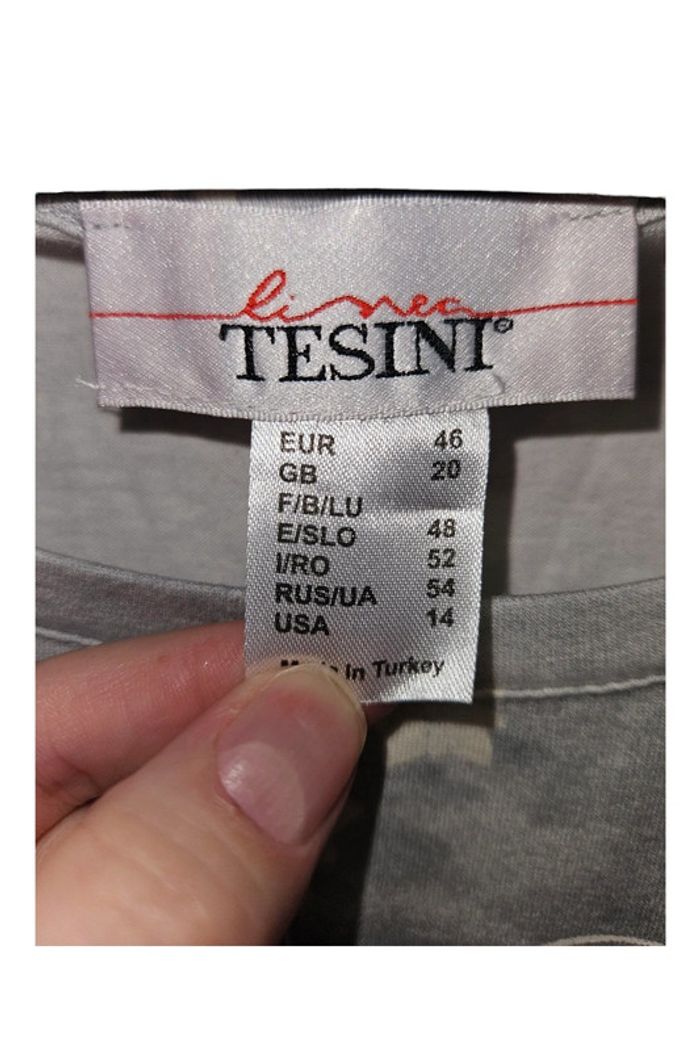 linea
TESINI®
EUR 46
GB 20
F/B/LU
E/SLO 48
I/RO 52
RUS/UA 54
USA 14
In Turkey